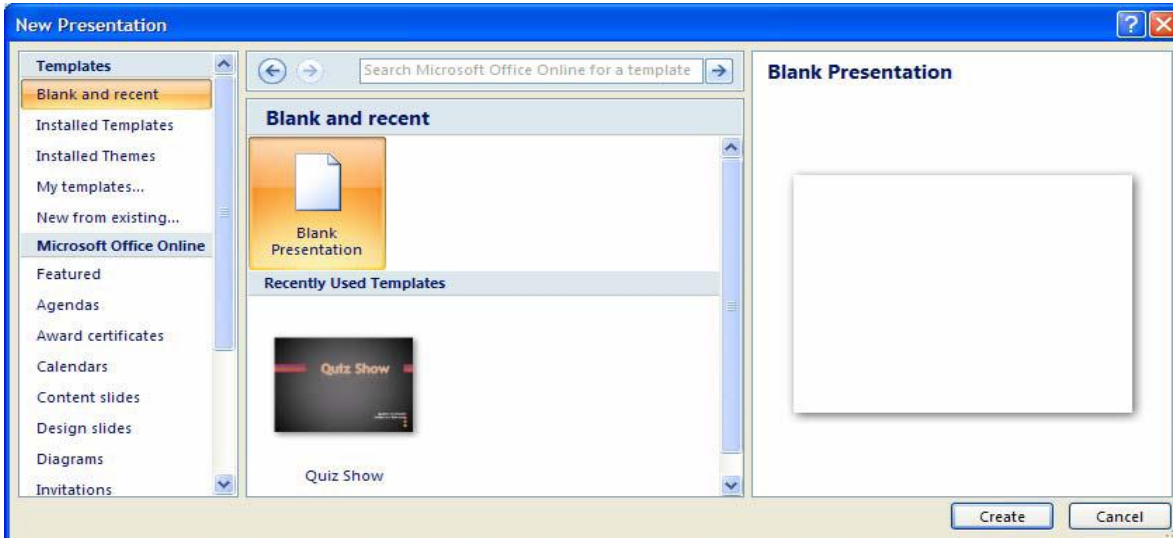 New Presentation
Templates
Blank and recent
Installed Templates
Installed Themes
My templates...
New from existing...
Microsoft Office Online
Featured
Agendas
Award certificates
Calendars
Content slides
Design slides
Diagrams
Invitations
Search Microsoft Office Online for a template
Blank and recent
Blank
Presentation
Recently Used Templates
Quiz Show
Quiz Show
Blank Presentation
Create
Cancel